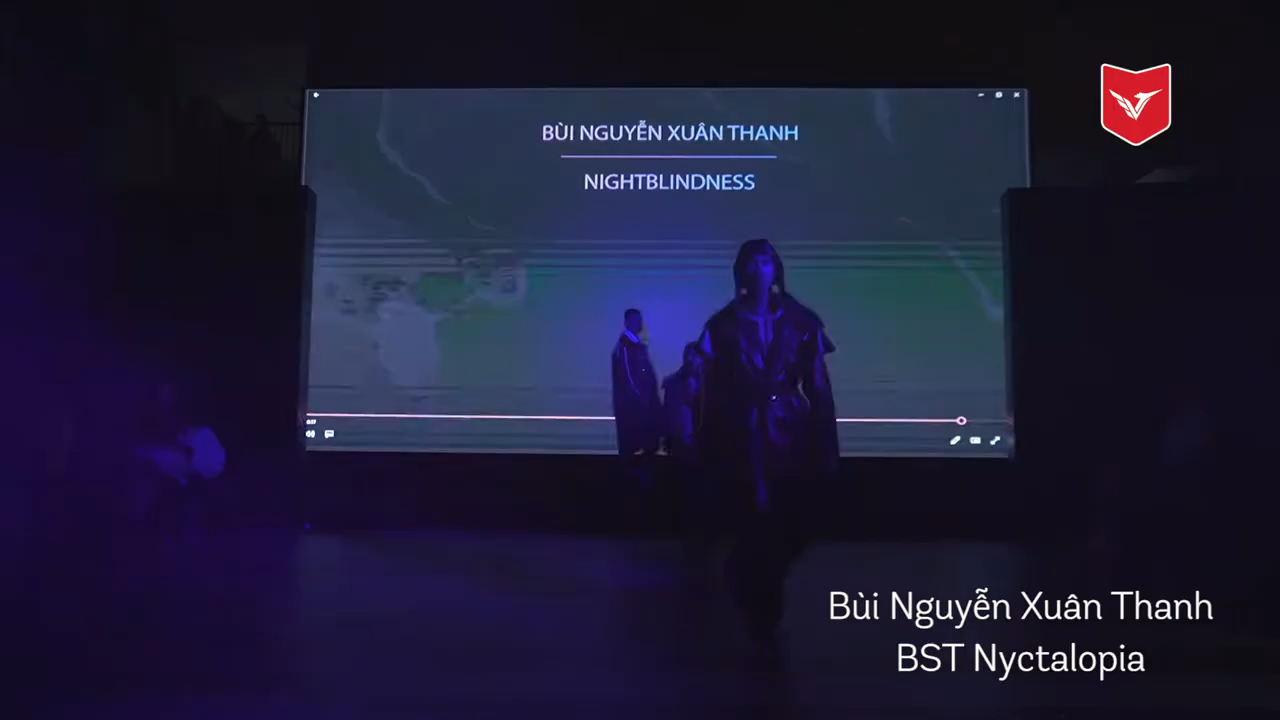 BÙI NGUYỄN XUÂN THANH
NIGHTBLINDNESS
Bùi Nguyễn Xuân Thanh
BST Nyctalopia